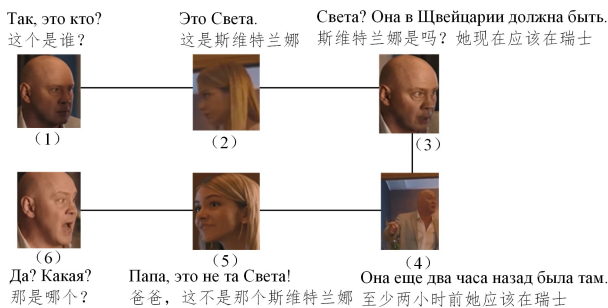 Так, это кто?
这个是谁?
Это Света.
这是斯维特兰娜
Света? Она в Щвейцарии должна быть.
斯维特兰娜是吗? 她现在应该在瑞士
(1)
(2)
(3)
(4)
Она еще два часа назад была там.
至少两小时前她应该在瑞士
(5)
Папа, это не та Света!
爸爸，这不是那个斯维特兰娜
(6)
Да? Какая?
那是哪个?